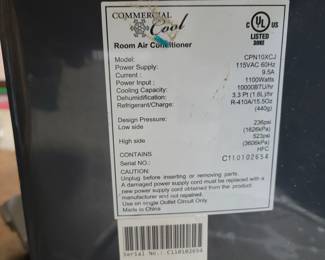 COMMERCIAL
Cool
C UL US
LISTED
Room Air Conditioner
Model: CPN10XCJ
Power Supply: 115VAC 60Hz
Current : 9.5A
Power Input : 1100Watts
Cooling Capacity: 10000BTU/hr
Dehumidification: 3.3 Pt (1.6L)/hr
Refrigerant/Charge: R-410A/15.5Oz
(440g)
Design Pressure:
Low side 236psi
(1626kPa)
High side 523psi
(3606kPa)
CONTAINS HFC
SERIAL NO.: C110102654
CAUTION:
Unplug before inserting or removing parts.
A damaged power supply cord must be replaced with a
new power supply cord obtained from the product
manufacturer and not repaired.
Use on single Outlet Circuit Only
Made in China
Serial No.: C110102654